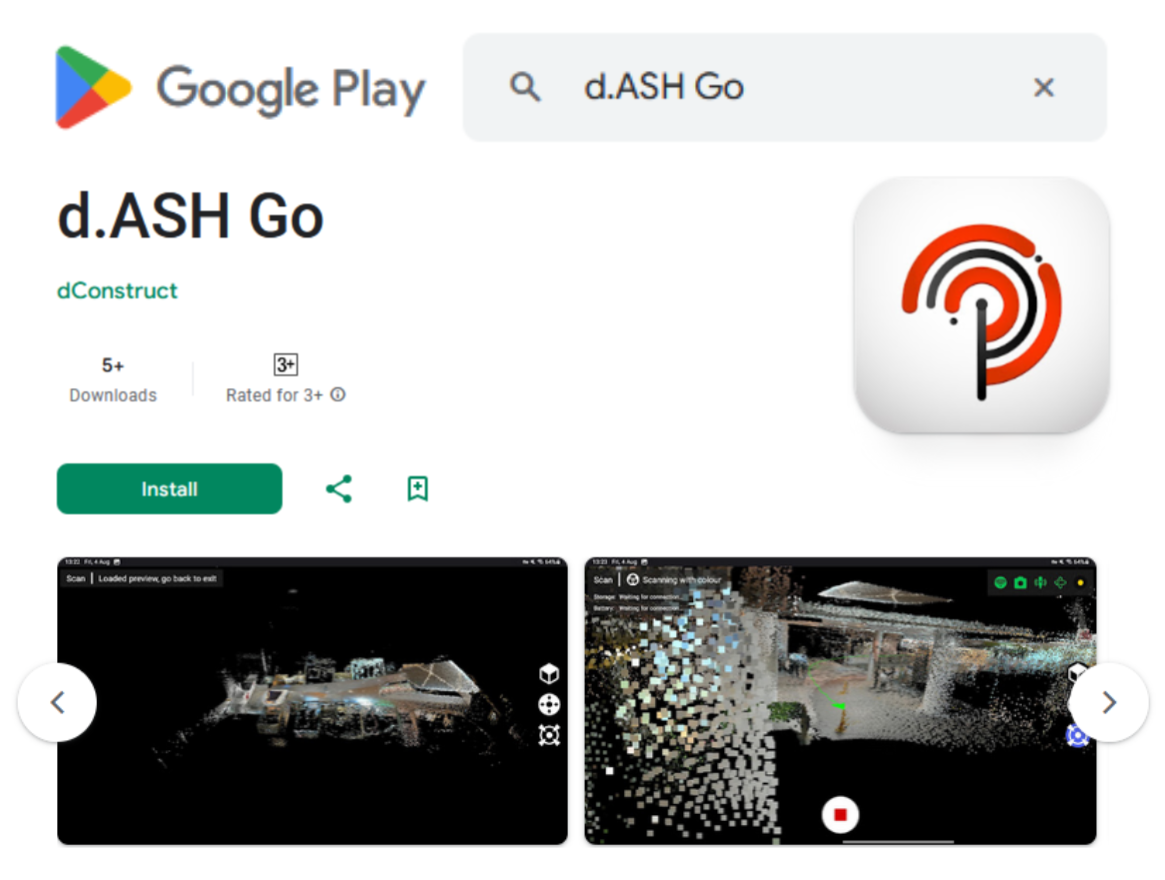 Google Play
d.ASH Go
d.ASH Go
dConstruct
5+
Downloads
3+
Rated for 3+
Install
13:22 Fri, 4 Aug
54%
Scan | Loaded preview, go back to exit
13:23 Fri, 4 Aug
54%
Scan | Scanning with colour
Storage: Waiting for connection
Battery: Waiting for connection